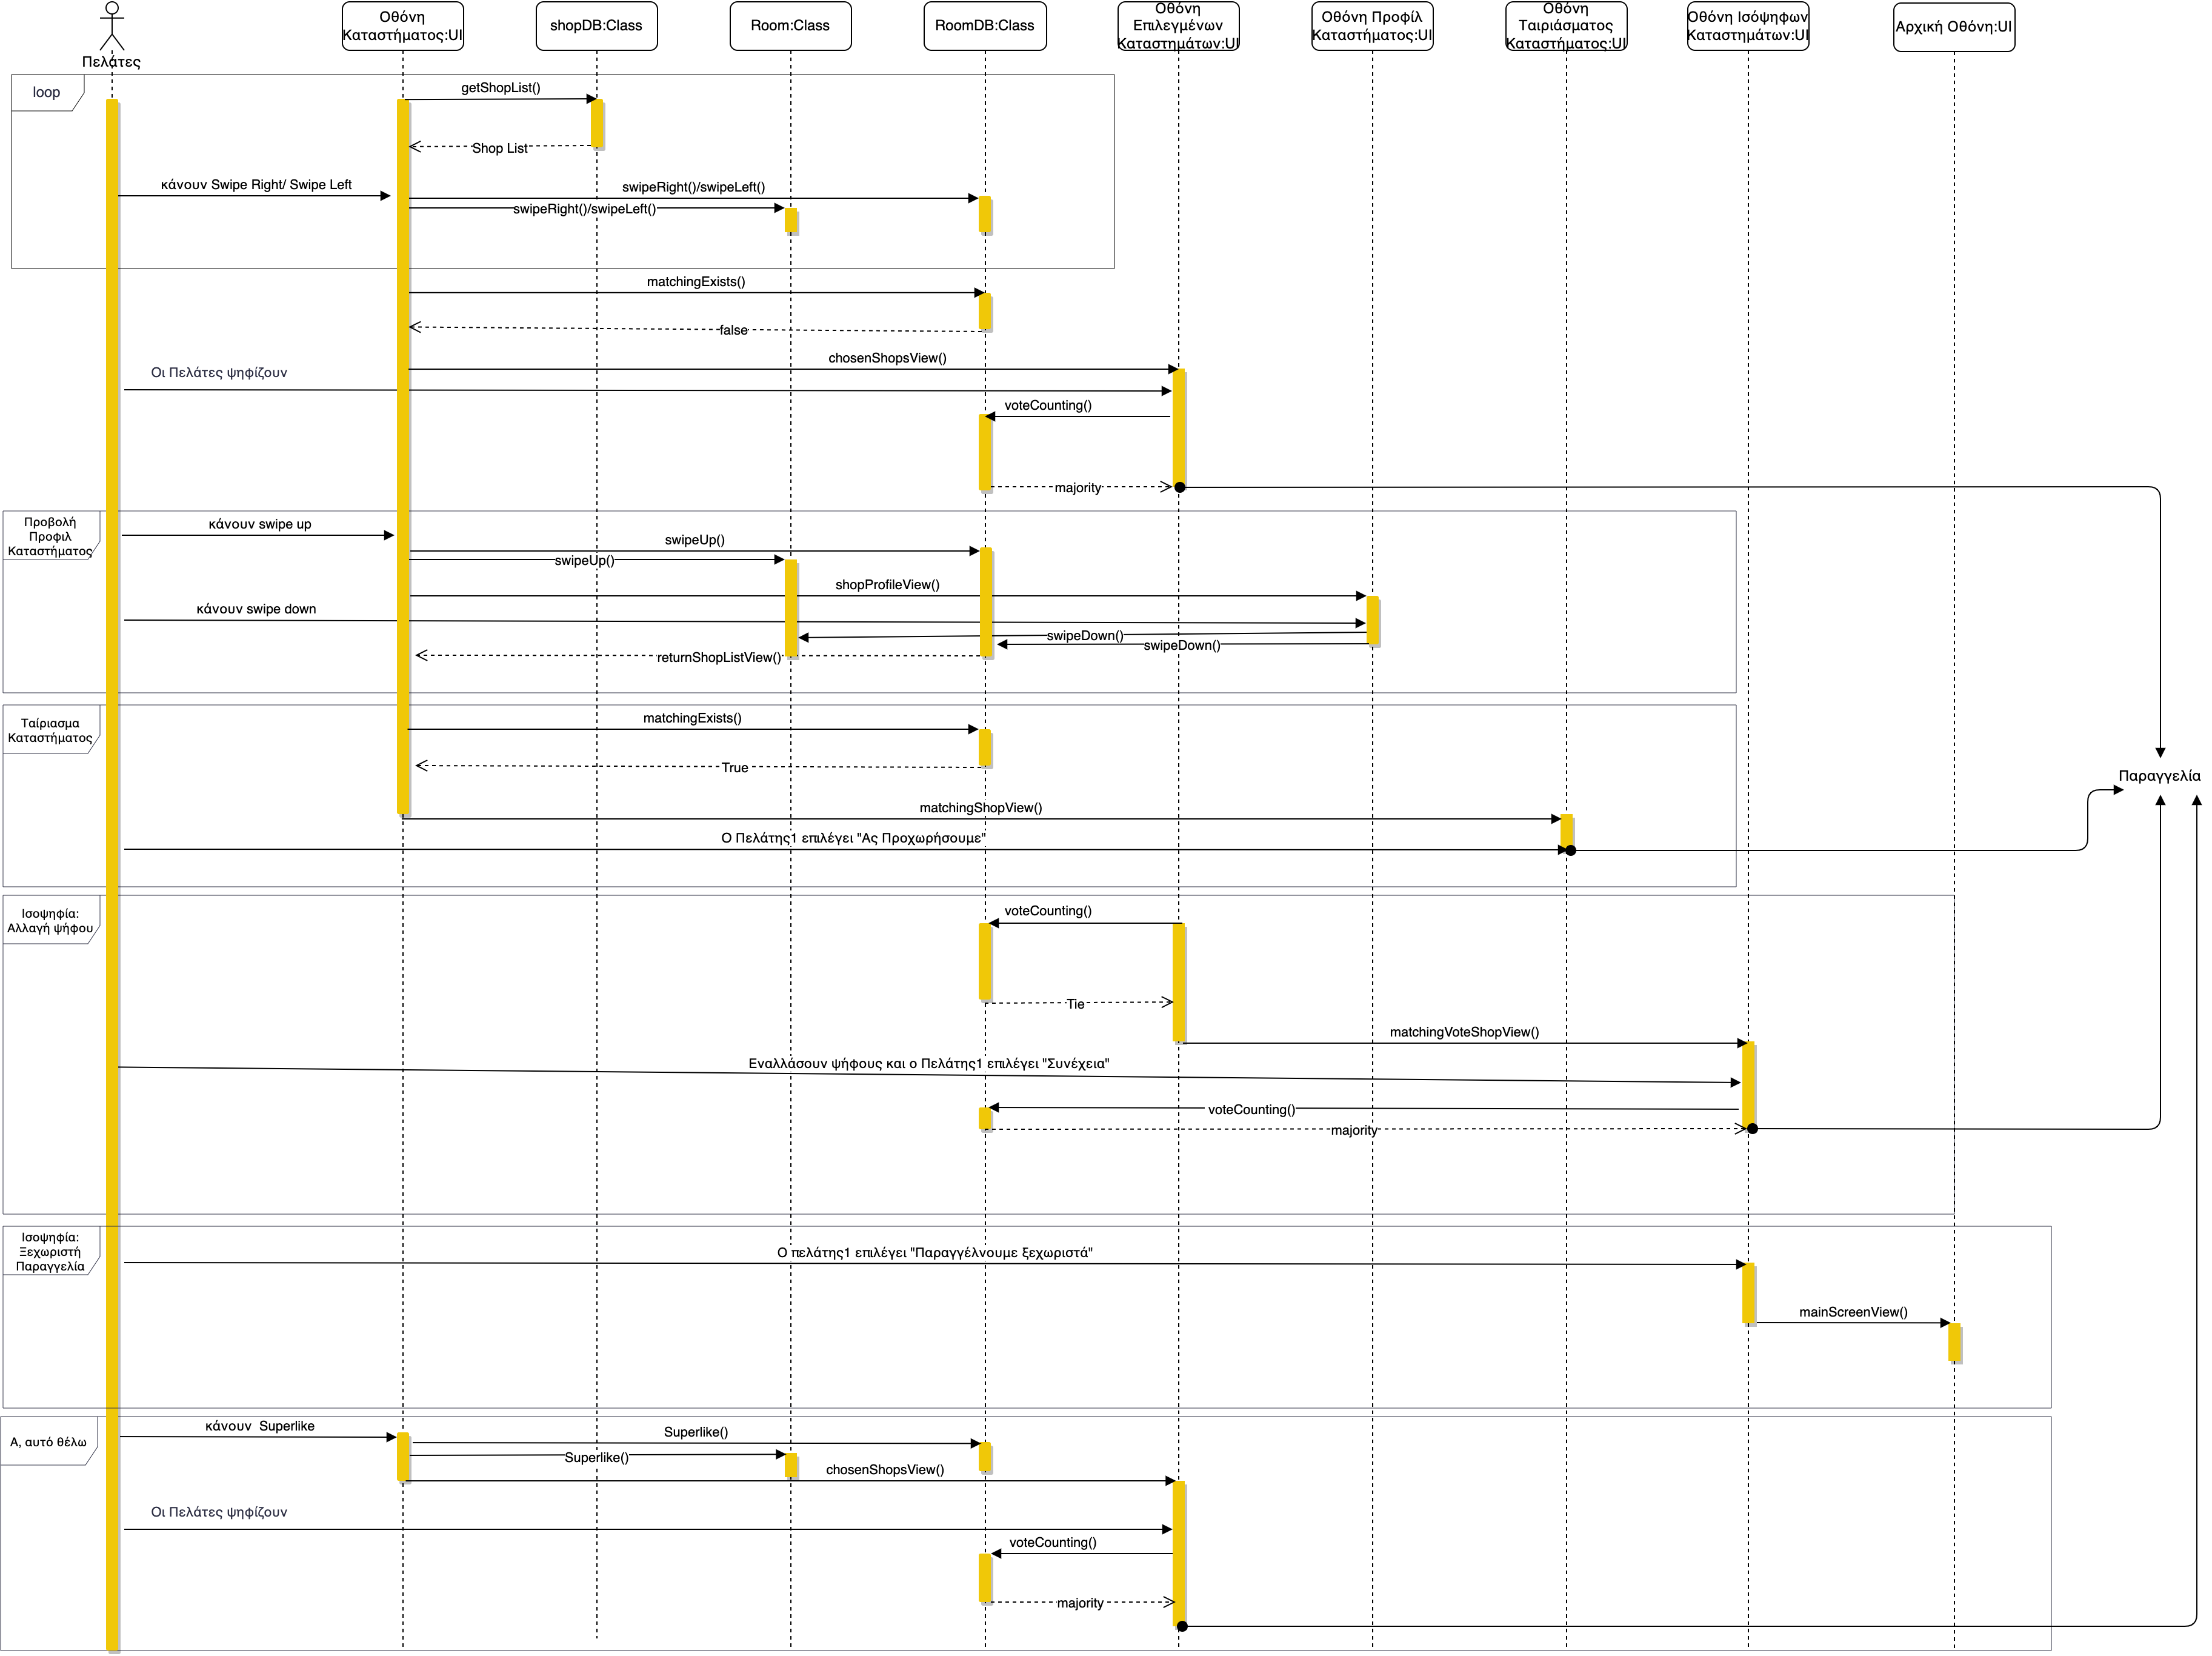 Πελάτες
Οθόνη
Καταστήματος:UI
shopDB:Class
Room:Class
RoomDB:Class
Οθόνη
Επιλεγμένων
Καταστημάτων:UI
Οθόνη Προφίλ
Καταστήματος:UI
Οθόνη
Ταιριάσματος
Καταστήματος:UI
Οθόνη Ισόψηφων
Καταστημάτων:UI
Αρχική Οθόνη:UI
loop
getShopList()
Shop List
κάνουν Swipe Right/ Swipe Left
swipeRight()/swipeLeft()
swipeRight()/swipeLeft()
matchingExists()
false
chosenShopsView()
Οι Πελάτες ψηφίζουν
voteCounting()
majority
Προβολή
Προφιλ
Καταστήματος
κάνουν swipe up
swipeUp()
swipeUp()
shopProfileView()
κάνουν swipe down
swipeDown()
swipeDown()
returnShopListView()
Ταίριασμα
Καταστήματος
matchingExists()
True
Παραγγελία
matchingShopView()
Ο Πελάτης1 επιλέγει "Ας Προχωρήσουμε"
Ισοψηφία:
Αλλαγή ψήφου
voteCounting()
Tie
matchingVoteShopView()
Εναλλάσουν ψήφους και ο Πελάτης1 επιλέγει "Συνέχεια"
voteCounting()
majority
Ισοψηφία:
Ξεχωριστή
Παραγγελία
Ο πελάτης1 επιλέγει "Παραγγέλνουμε ξεχωριστά"
mainScreenView()
Α, αυτό θέλω
κάνουν  Superlike
Superlike()
Superlike()
chosenShopsView()
Οι Πελάτες ψηφίζουν
voteCounting()
majority